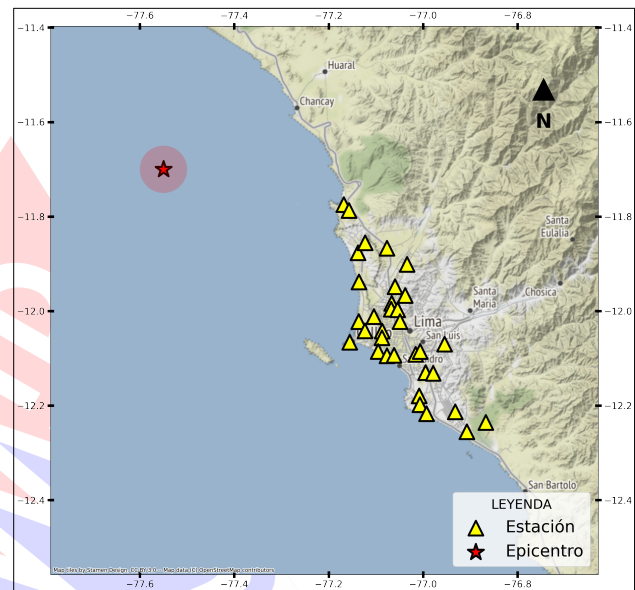 −77.6 −77.4 −77.2 −77.0 −76.8
−11.4 −11.4
Huaral
Chancay
N
−11.6 −11.6
−11.8 −11.8
Santa
Eulalia
Santa
María
Chosica
−12.0 −12.0
Lima
San Luis
−12.2 −12.2
−12.4 −12.4
San Bartolo
LEYENDA
Estación
Epicentro
Map tiles by Stamen Design, CC BY 3.0 -- Map data (C) OpenStreetMap contributors
−77.6 −77.4 −77.2 −77.0 −76.8